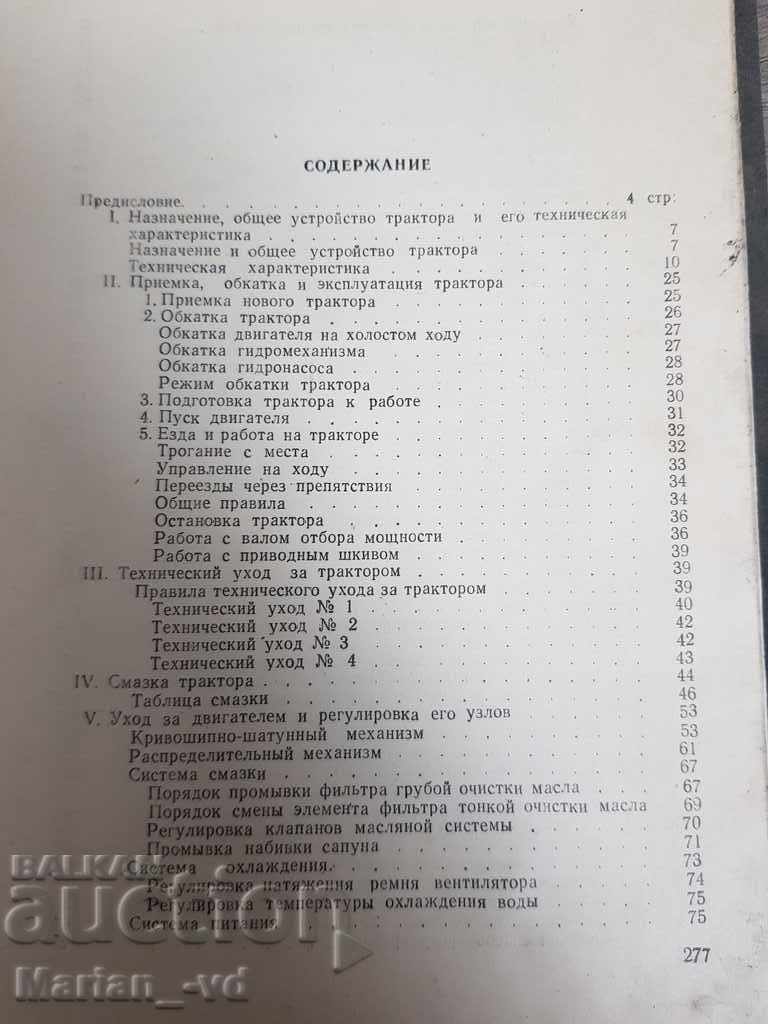 СОДЕРЖАНИЕ
Предисловие. . . . . . . . . . . . . . . . . . . 4 стр:
I. Назначение, общее устройство трактора и его техническая
характеристика . . . . . . . . . . . . . . . . 7
Назначение и общее устройство трактора . . . . . . . 7
Техническая характеристика . . . . . . . . . . . 10
II. Приемка, обкатка и эксплуатация трактора . . . . . . 25
1. Приемка нового трактора . . . . . . . . . . 25
2. Обкатка трактора . . . . . . . . . . . . . 26
Обкатка двигателя на холостом ходу . . . . . . . 27
Обкатка гидромеханизма . . . . . . . . . . . 27
Обкатка гидронасоса . . . . . . . . . . . . 28
Режим обкатки трактора . . . . . . . . . . . 28
3. Подготовка трактора к работе . . . . . . . . . 30
4. Пуск двигателя . . . . . . . . . . . . . . 31
5. Езда и работа на тракторе . . . . . . . . . . 32
Трогание с места . . . . . . . . . . . . . 32
Управление на ходу . . . . . . . . . . . . 33
Переезды через препятствия . . . . . . . . . 34
Общие правила . . . . . . . . . . . . . . 34
Остановка трактора . . . . . . . . . . . . 36
Работа с валом отбора мощности . . . . . . . . 36
Работа с приводным шкивом . . . . . . . . . . 39
III. Технический уход за трактором . . . . . . . . . 39
Правила технического ухода за трактором . . . . . . 39
Технический уход № 1 . . . . . . . . . . . 40
Технический уход № 2 . . . . . . . . . . . 42
Технический уход № 3 . . . . . . . . . . . 42
Технический уход № 4 . . . . . . . . . . . 43
IV. Смазка трактора . . . . . . . . . . . . . . . 44
Таблица смазки . . . . . . . . . . . . . . 46
V. Уход за двигателем и регулировка его узлов . . . . . 53
Кривошипно-шатунный механизм . . . . . . . . . 53
Распределительный механизм . . . . . . . . . . 61
Система смазки . . . . . . . . . . . . . . 67
Порядок промывки фильтра грубой очистки масла . . . 67
Порядок смены элемента фильтра тонкой очистки масла 69
Регулировка клапанов масляной системы . . . . . . 70
Промывка набивки сапуна . . . . . . . . . . 71
Система охлаждения. . . . . . . . . . . . . 73
Регулировка натяжения ремня вентилятора . . . . . 74
Регулировка температуры охлаждения воды . . . . . 75
Система питания . . . . . . . . . . . . . . 75
277
БАЛКАН
auction
Marian_-vd